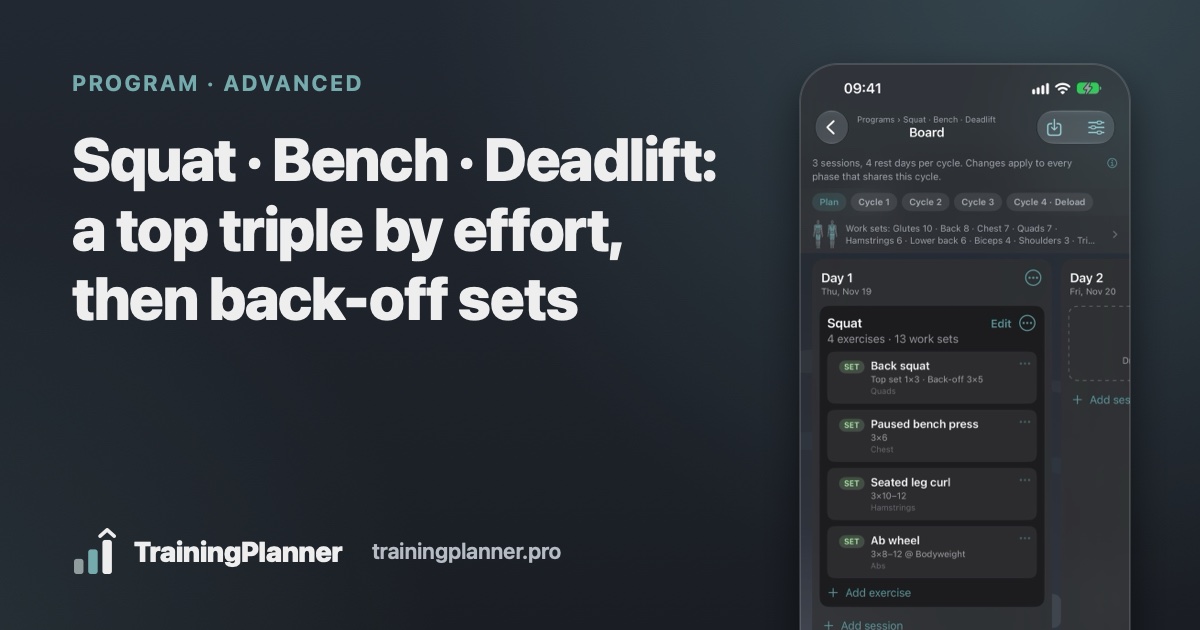 PROGRAM · ADVANCED
Squat · Bench · Deadlift:
a top triple by effort,
then back-off sets
TrainingPlanner
trainingplanner.pro
09:41
Programs › Squat · Bench · Deadlift
Board
3 sessions, 4 rest days per cycle. Changes apply to every
phase that shares this cycle.
Plan
Cycle 1
Cycle 2
Cycle 3
Cycle 4 · Deload
Work sets: Glutes 10 · Back 8 · Chest 7 · Quads 7 ·
Hamstrings 6 · Lower back 6 · Biceps 4 · Shoulders 3 · Tri...
Day 1
Thu, Nov 19
Squat
Edit
4 exercises · 13 work sets
SET
Back squat
Top set 1×3 · Back-off 3×5
Quads
SET
Paused bench press
3×6
Chest
SET
Seated leg curl
3×10–12
Hamstrings
SET
Ab wheel
3×8–12 @ Bodyweight
Abs
+ Add exercise
+ Add session
Day 2
Fri, Nov 20
+ Add ses